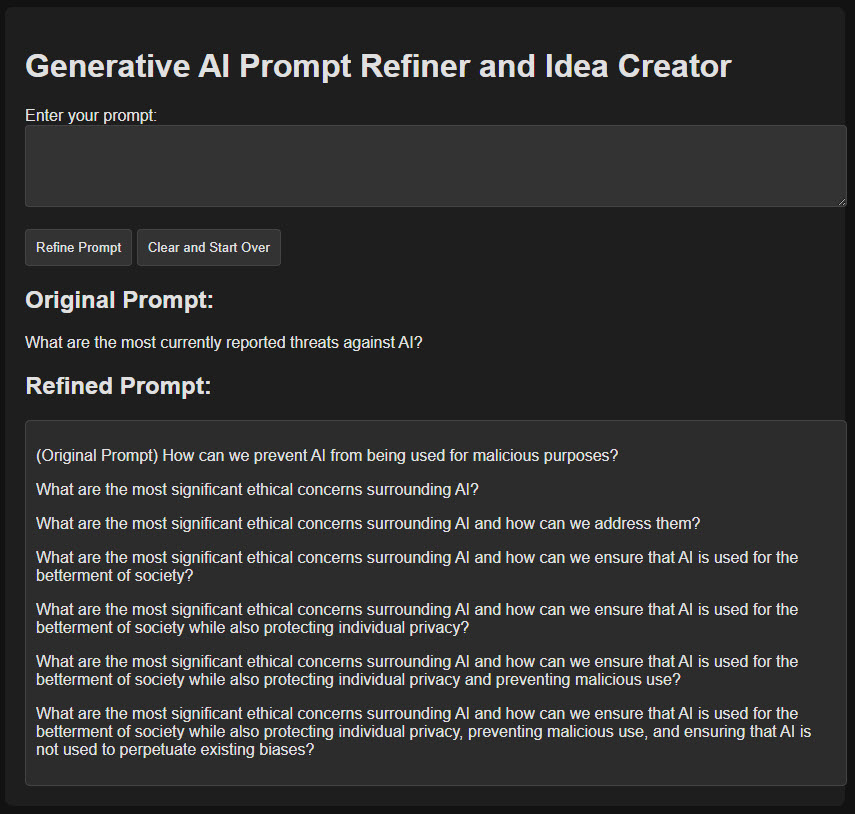 Generative AI Prompt Refiner and Idea Creator
Enter your prompt:
Refine Prompt
Clear and Start Over
Original Prompt:
What are the most currently reported threats against AI?
Refined Prompt:
(Original Prompt) How can we prevent AI from being used for malicious purposes?
What are the most significant ethical concerns surrounding AI?
What are the most significant ethical concerns surrounding AI and how can we address them?
What are the most significant ethical concerns surrounding AI and how can we ensure that AI is used for the
betterment of society?
What are the most significant ethical concerns surrounding AI and how can we ensure that AI is used for the
betterment of society while also protecting individual privacy?
What are the most significant ethical concerns surrounding AI and how can we ensure that AI is used for the
betterment of society while also protecting individual privacy and preventing malicious use?
What are the most significant ethical concerns surrounding AI and how can we ensure that AI is used for the
betterment of society while also protecting individual privacy, preventing malicious use, and ensuring that AI is
not used to perpetuate existing biases?